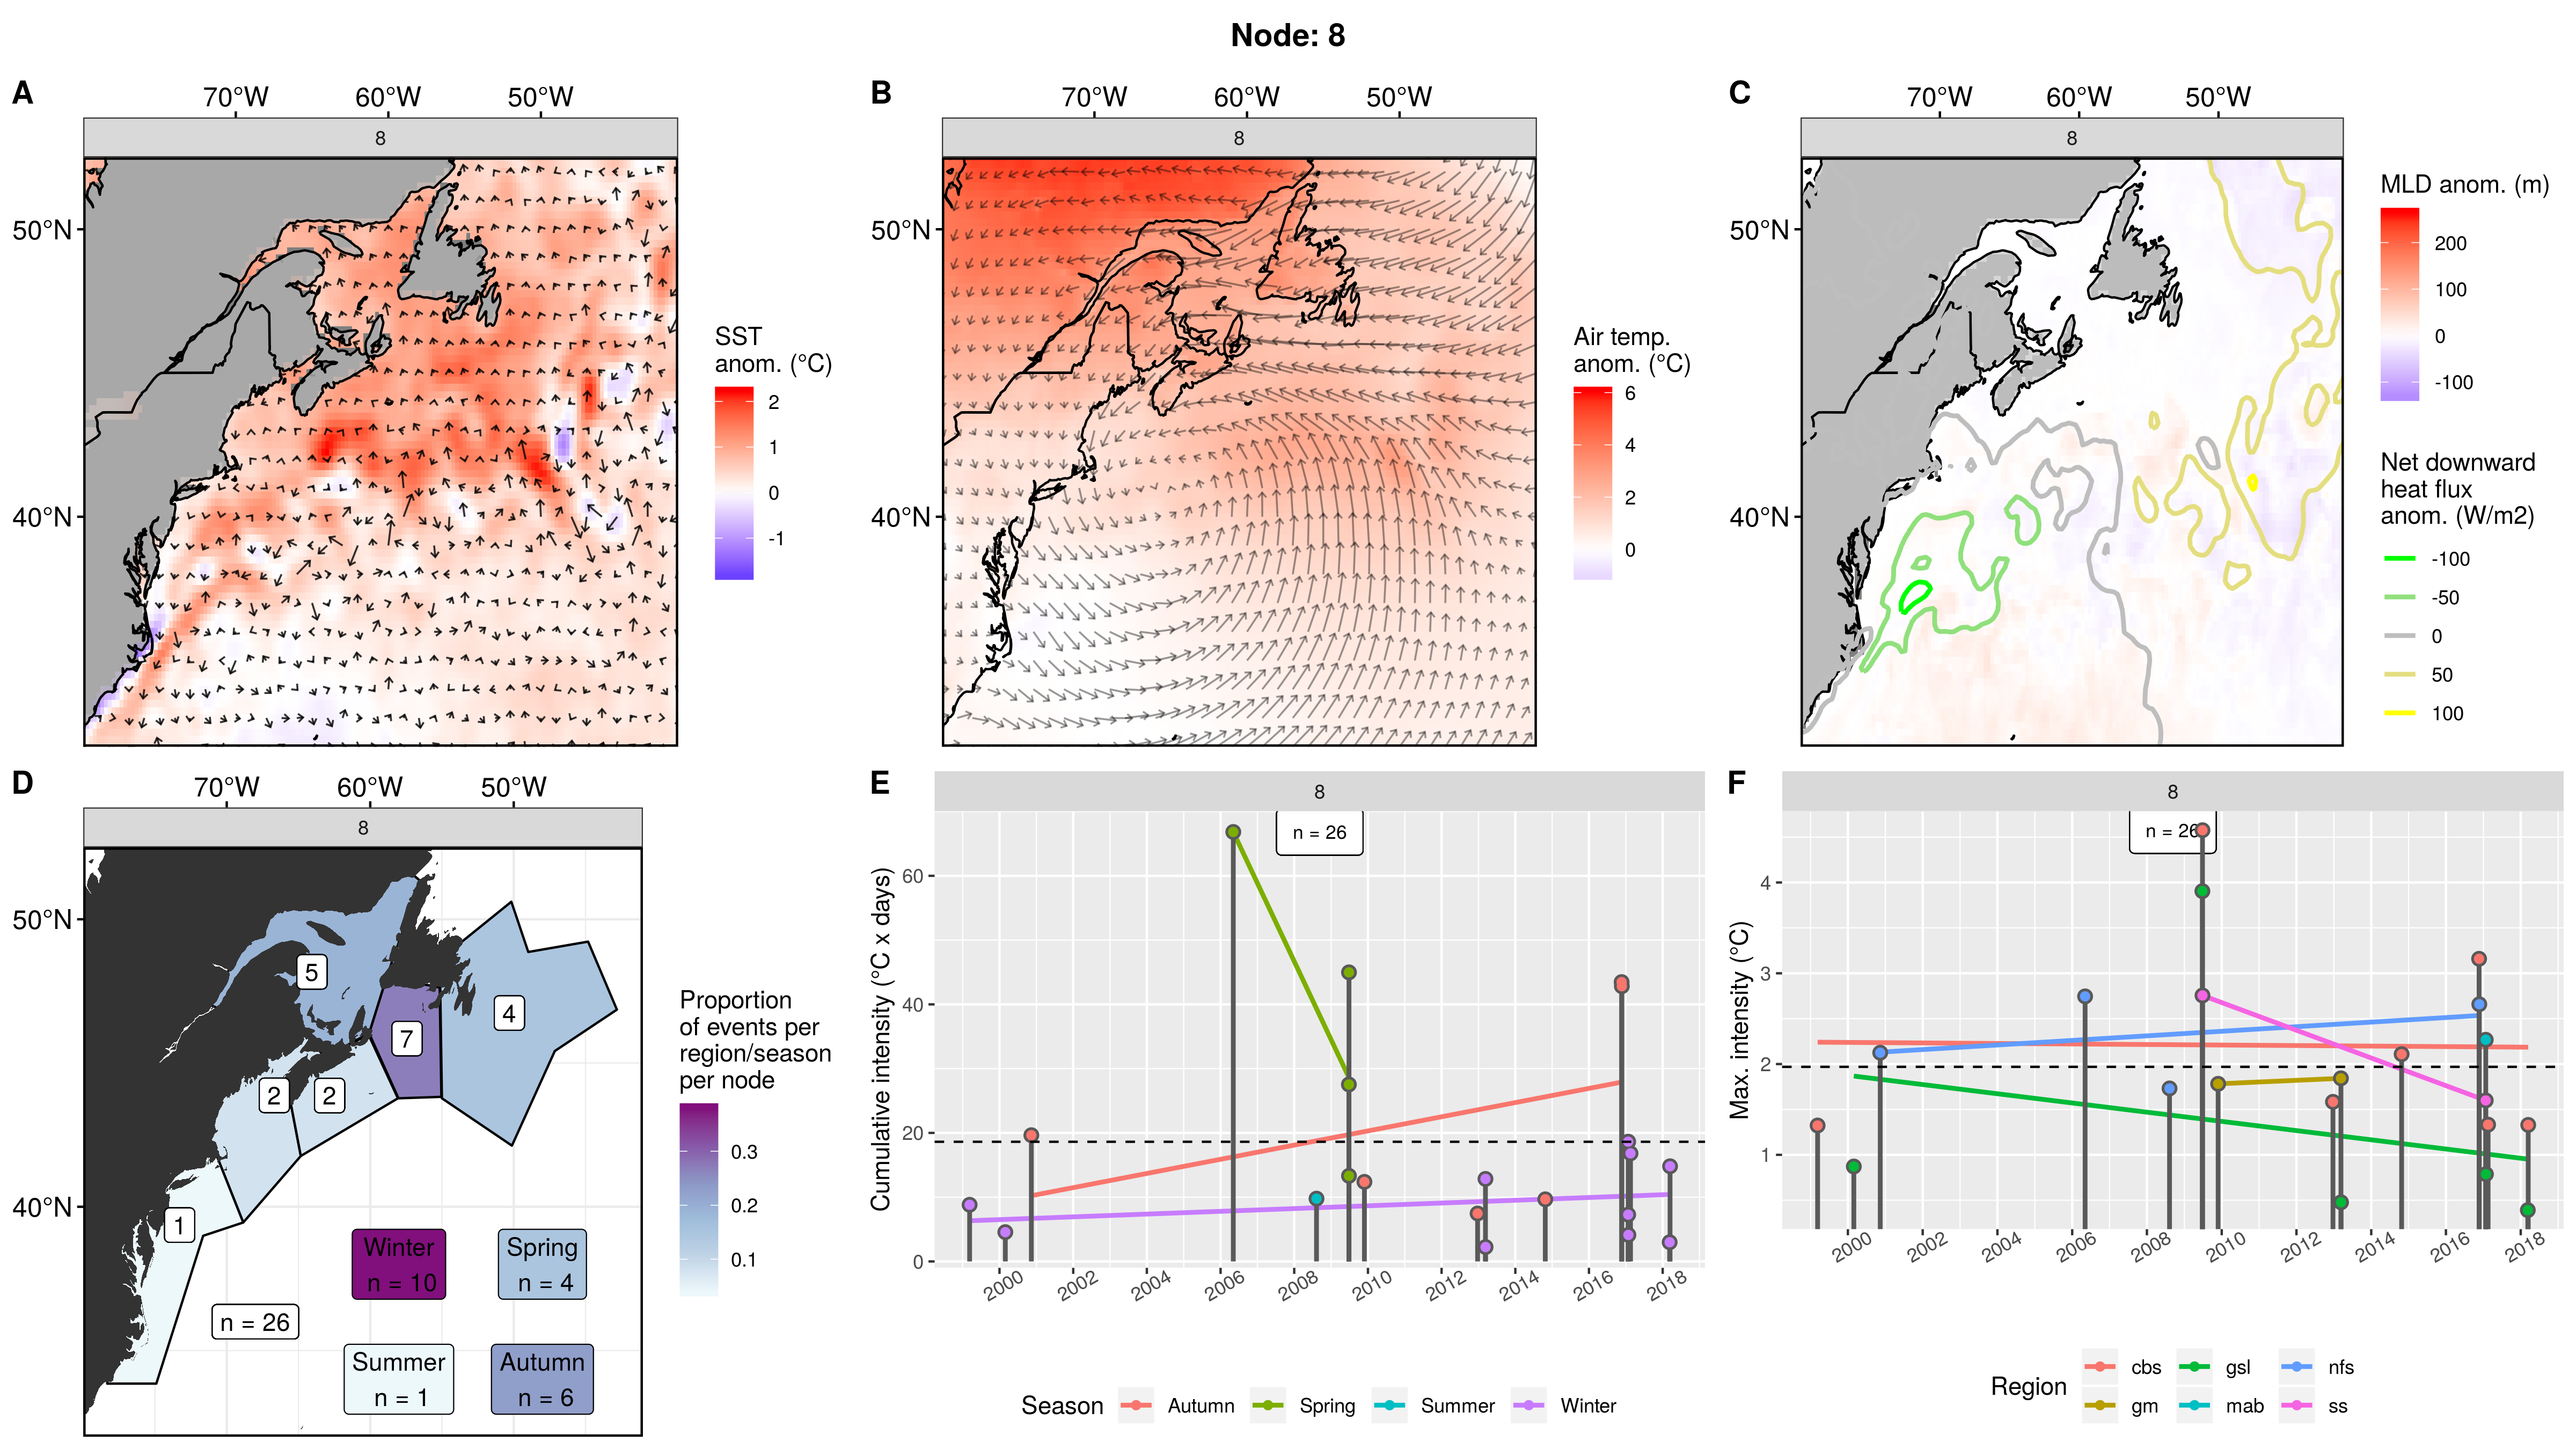 Node: 8
A
70°W 60°W 50°W
8
50°N
40°N
SST
anom. (°C)
2
1
0
-1
B
70°W 60°W 50°W
8
50°N
40°N
Air temp.
anom. (°C)
6
4
2
0
C
70°W 60°W 50°W
8
50°N
40°N
MLD anom. (m)
200
100
0
-100
Net downward
heat flux
anom. (W/m2)
-100
-50
0
50
100
D
70°W 60°W 50°W
8
50°N
40°N
5
7
4
2 2
1
n = 26
Winter
n = 10
Spring
n = 4
Summer
n = 1
Autumn
n = 6
Proportion
of events per
region/season
per node
0.3
0.2
0.1
E
8
n = 26
Cumulative intensity (°C x days)
60
40
20
0
2000 2002 2004 2006 2008 2010 2012 2014 2016 2018
Season Autumn Spring Summer Winter
F
8
n = 26
Max. intensity (°C)
4
3
2
1
2000 2002 2004 2006 2008 2010 2012 2014 2016 2018
Region
cbs gsl nfs
gm mab ss